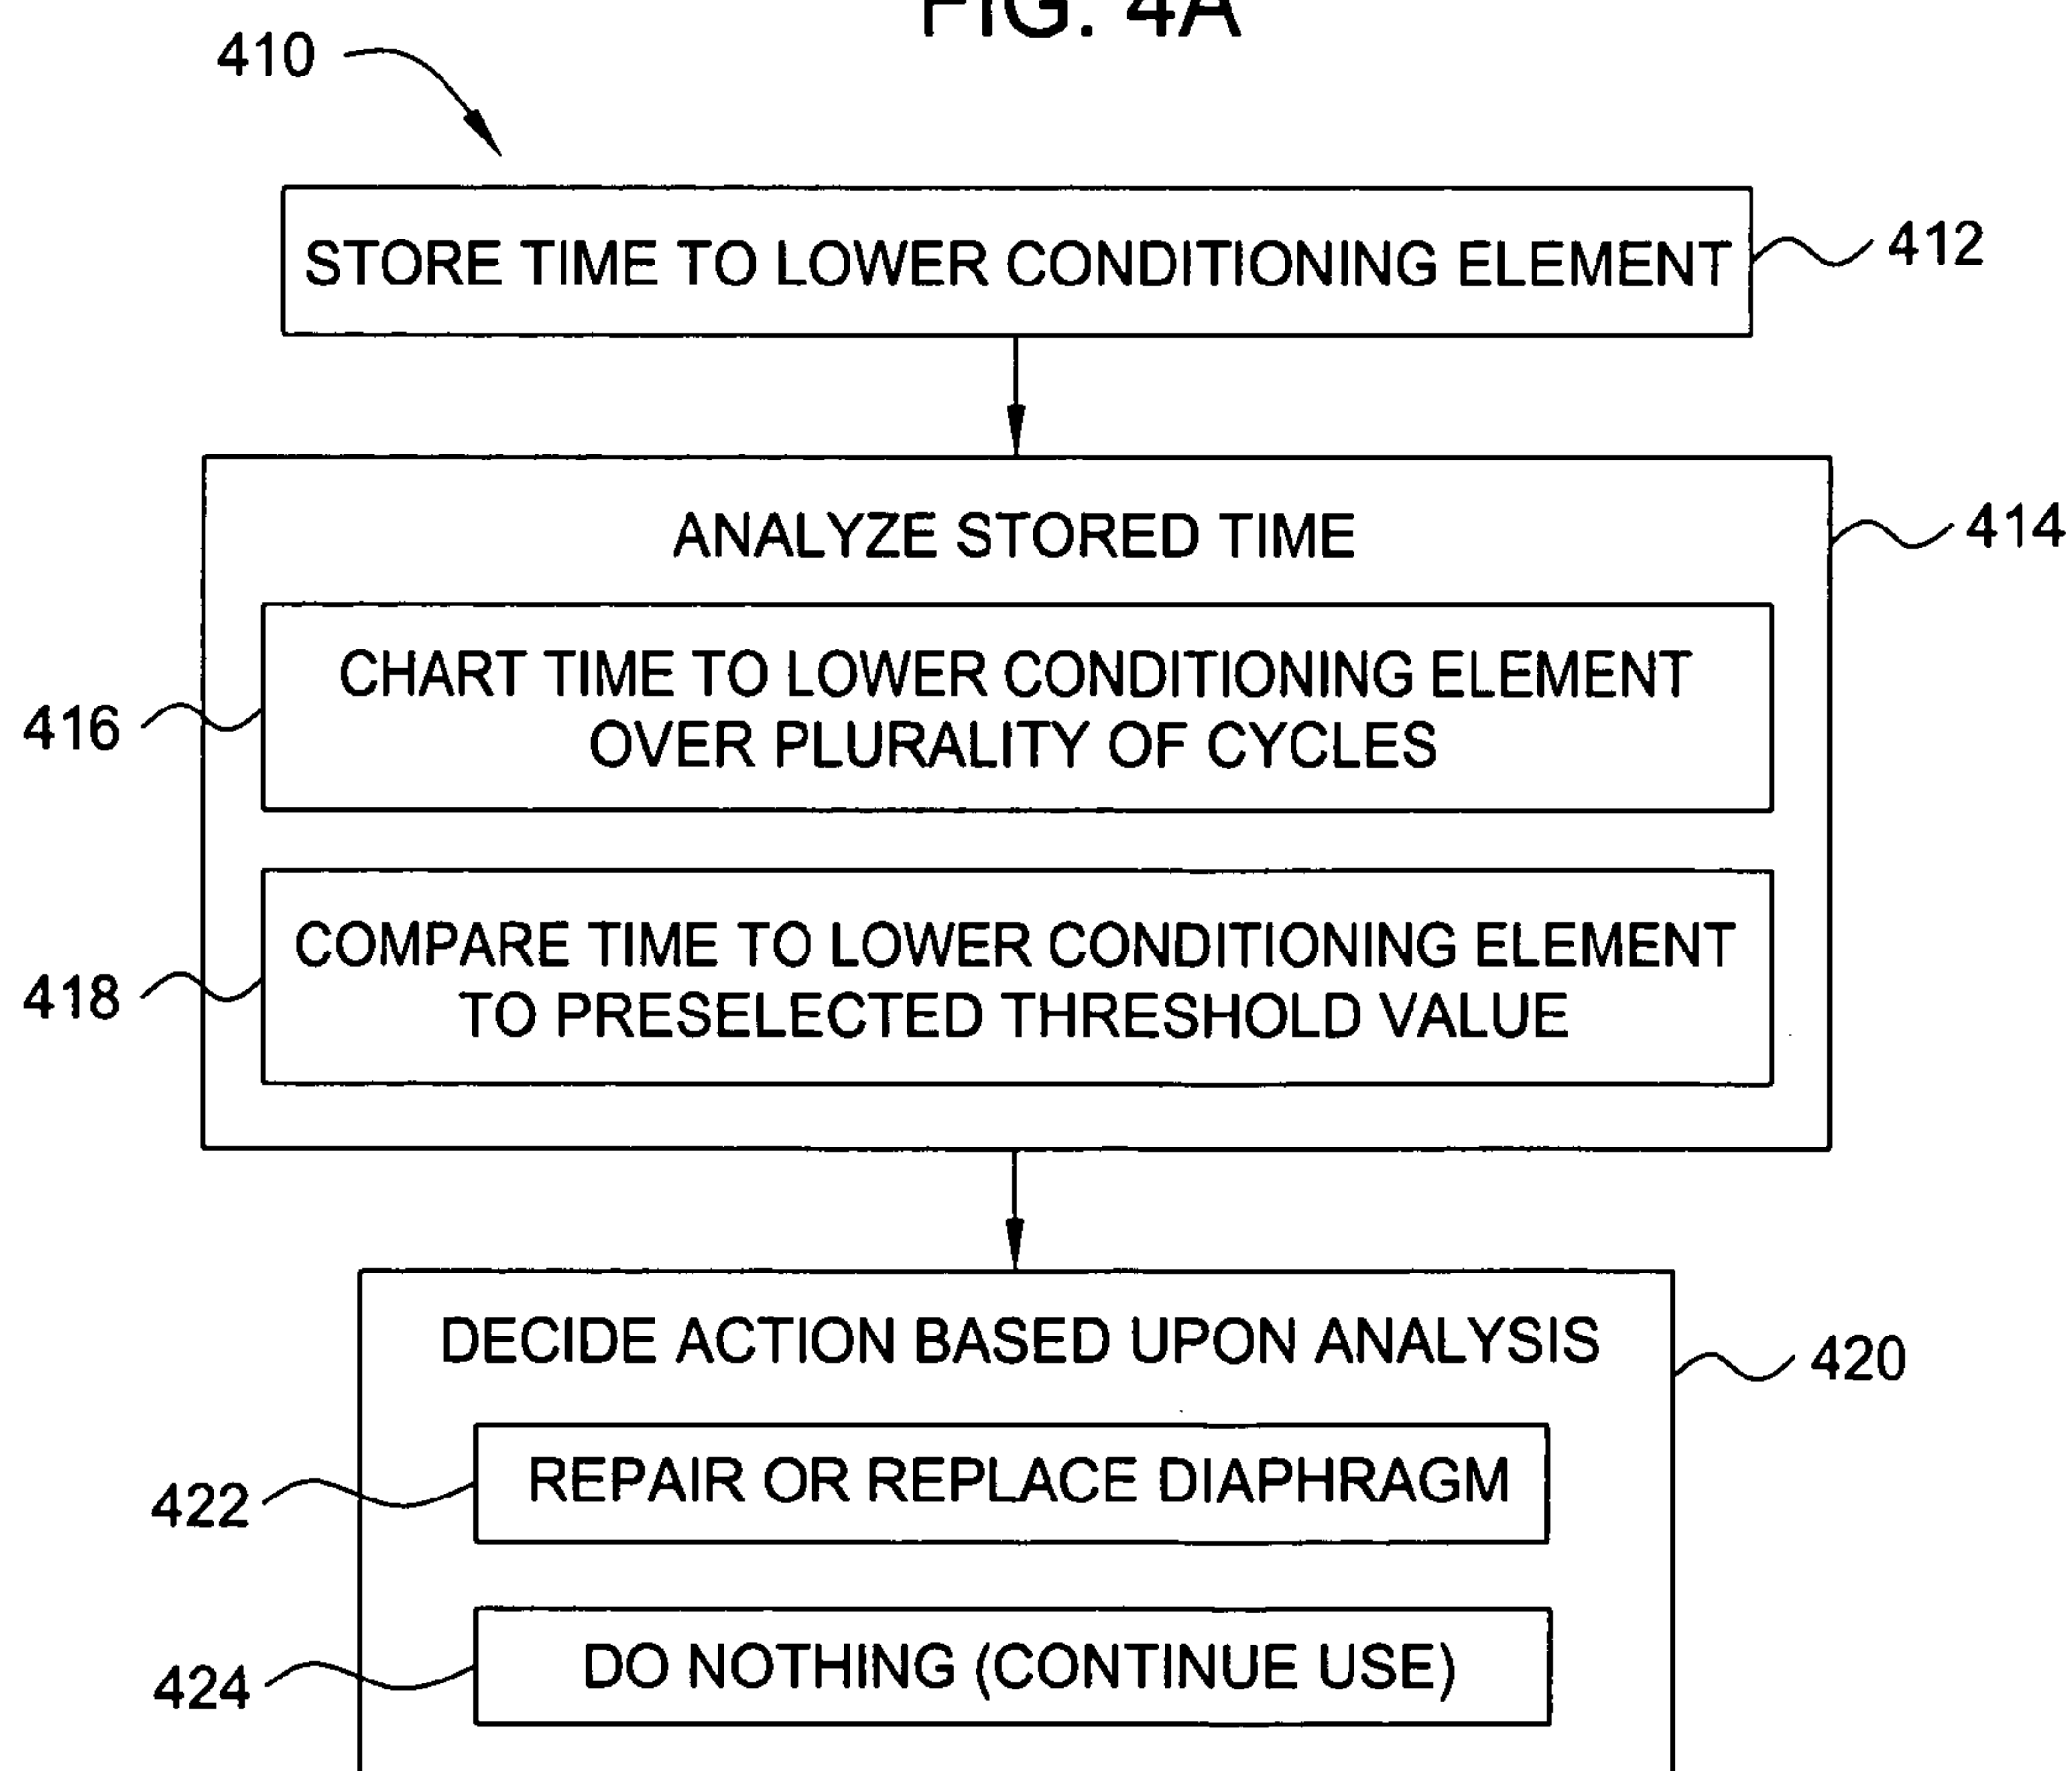 FIG. 4A
410
STORE TIME TO LOWER CONDITIONING ELEMENT
412
ANALYZE STORED TIME
414
CHART TIME TO LOWER CONDITIONING ELEMENT
OVER PLURALITY OF CYCLES
416
COMPARE TIME TO LOWER CONDITIONING ELEMENT
TO PRESELECTED THRESHOLD VALUE
418
DECIDE ACTION BASED UPON ANALYSIS
420
REPAIR OR REPLACE DIAPHRAGM
422
DO NOTHING (CONTINUE USE)
424